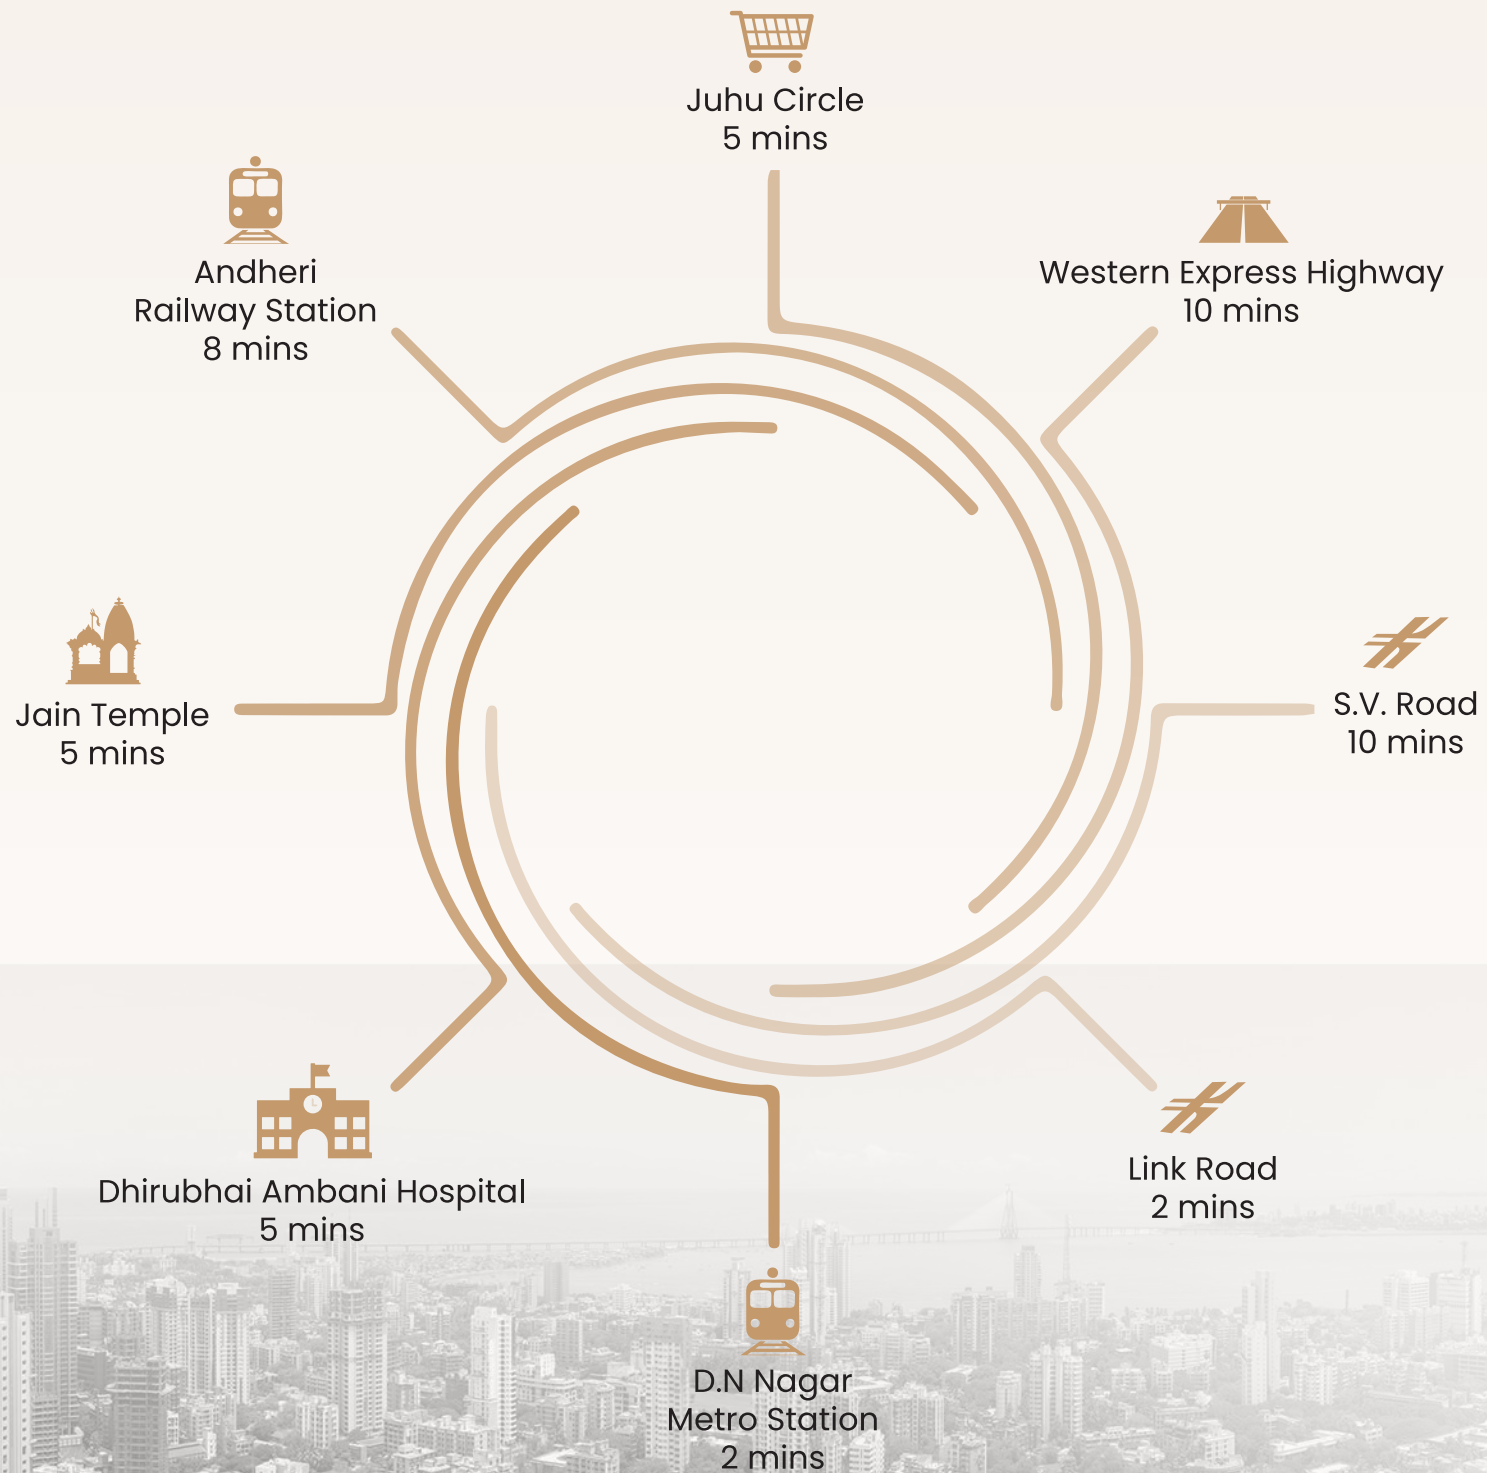 Juhu Circle
5 mins
Andheri
Railway Station
8 mins
Western Express Highway
10 mins
Jain Temple
5 mins
S.V. Road
10 mins
Dhirubhai Ambani Hospital
5 mins
Link Road
2 mins
D.N Nagar
Metro Station
2 mins